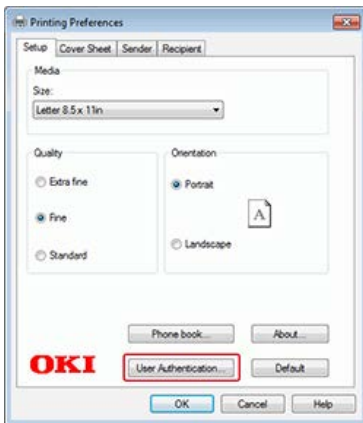 Printing Preferences
Setup Cover Sheet Sender Recipient
Media
Size:
Letter 8.5 x 11in
Quality
Extra fine
Fine
Standard
Orientation
Portrait
A
Landscape
Phone book... About...
OKI User Authentication... Default
OK Cancel Help